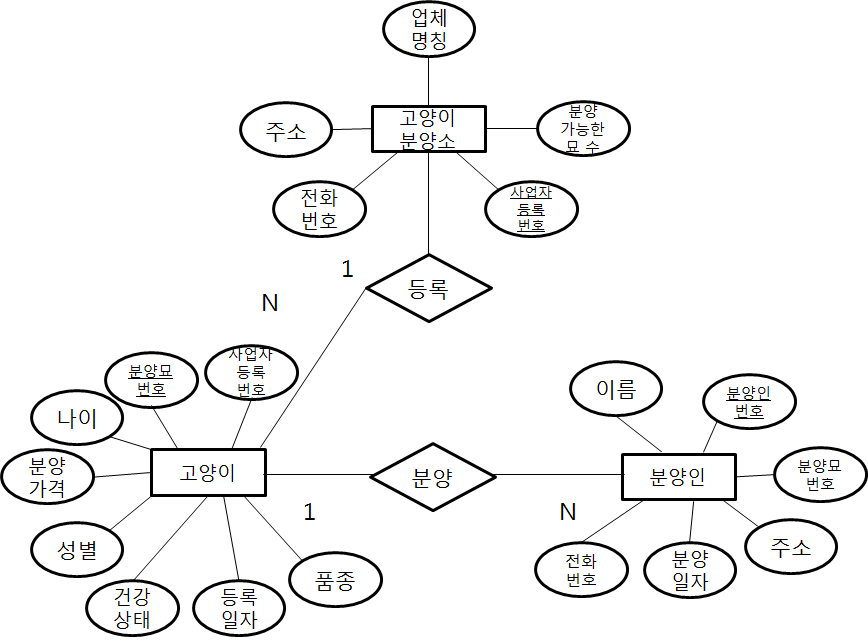 업체
명칭
주소
고양이
분양소
분양
가능한
묘 수
전화
번호
사업자
등록
번호
1
등록
N
분양묘
번호
사업자
등록
번호
나이
이름
분양인
번호
분양
가격
고양이
분양
분양인
분양묘
번호
1
N
성별
주소
건강
상태
등록
일자
품종
전화
번호
분양
일자